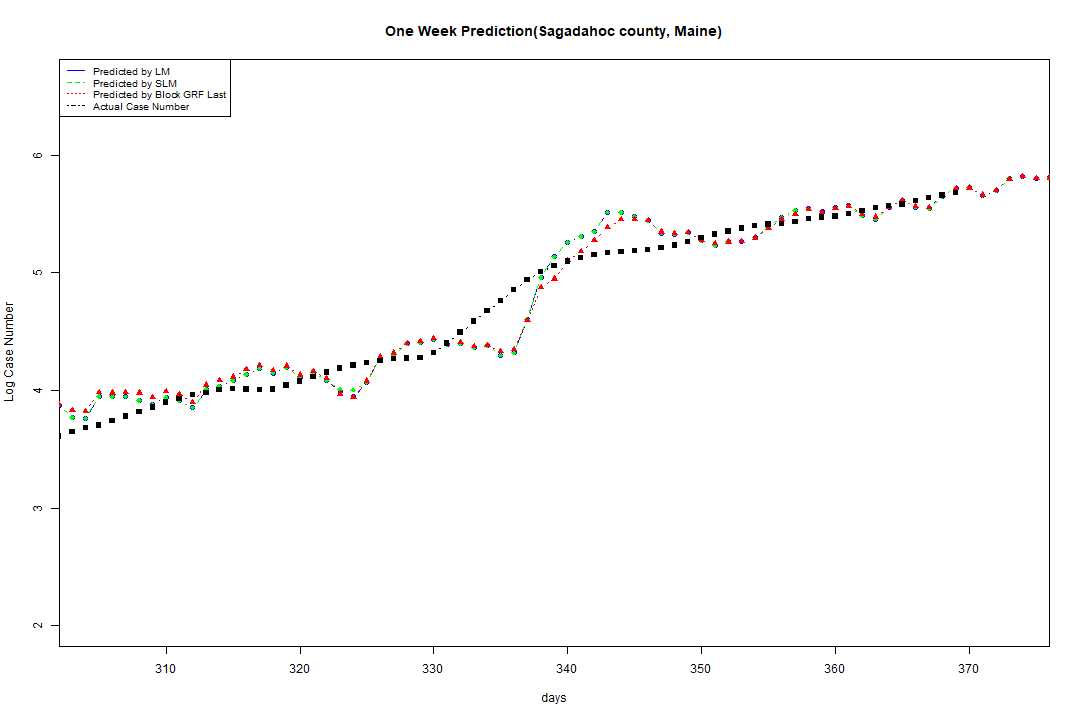 One Week Prediction(Sagadahoc county, Maine)
Predicted by LM
Predicted by SLM
Predicted by Block GRF Last
Actual Case Number
Log Case Number
6
5
4
3
2
310 320 330 340 350 360 370
days